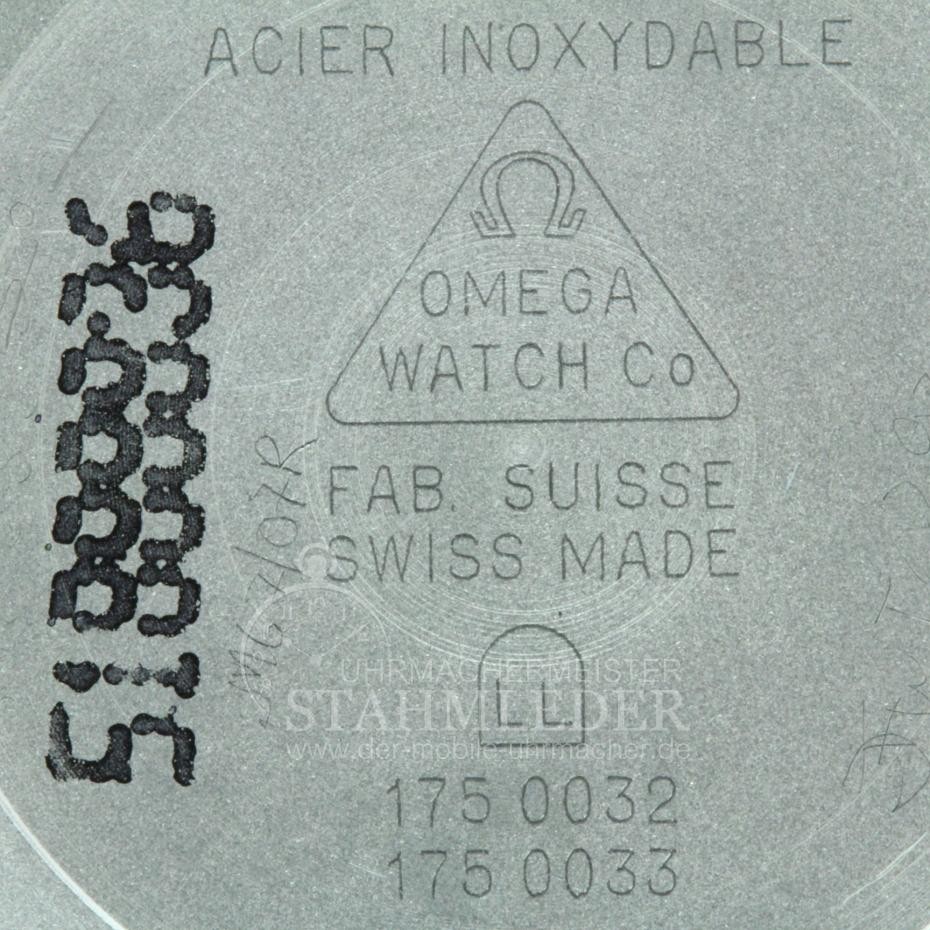 ACIER INOXYDABLE
Ω
OMEGA
WATCH Co
FAB. SUISSE
SWISS MADE
LL
UHRMACHERMEISTER
STAHMLEDER
www.der-mobile-uhrmacher.de
175 0032
175 0033